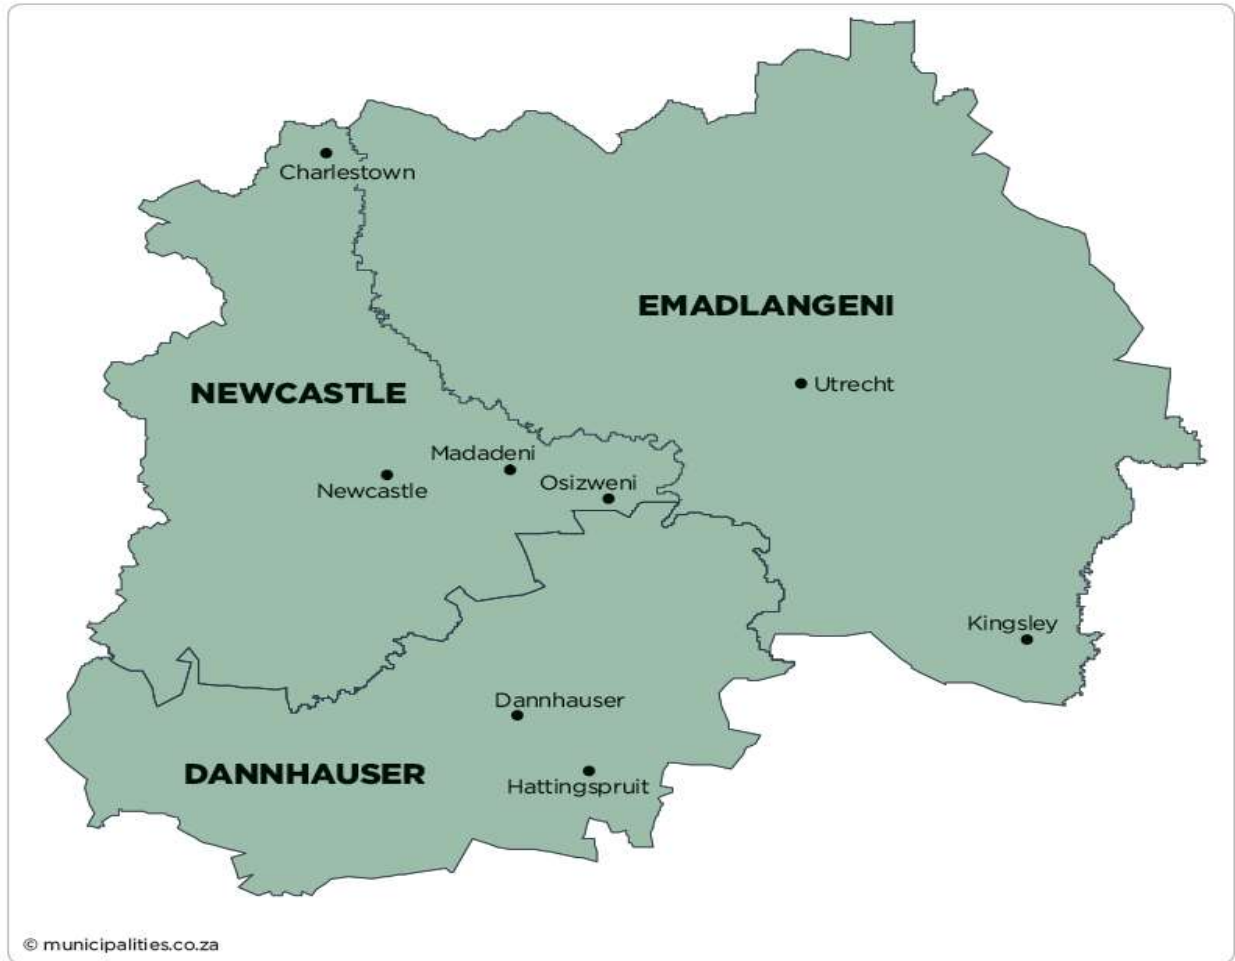 Charlestown
EMADLANGENI
Utrecht
NEWCASTLE
Madadeni
Newcastle
Osizweni
Kingsley
Dannhauser
DANNHAUSER
Hattingspruit
© municipalities.co.za